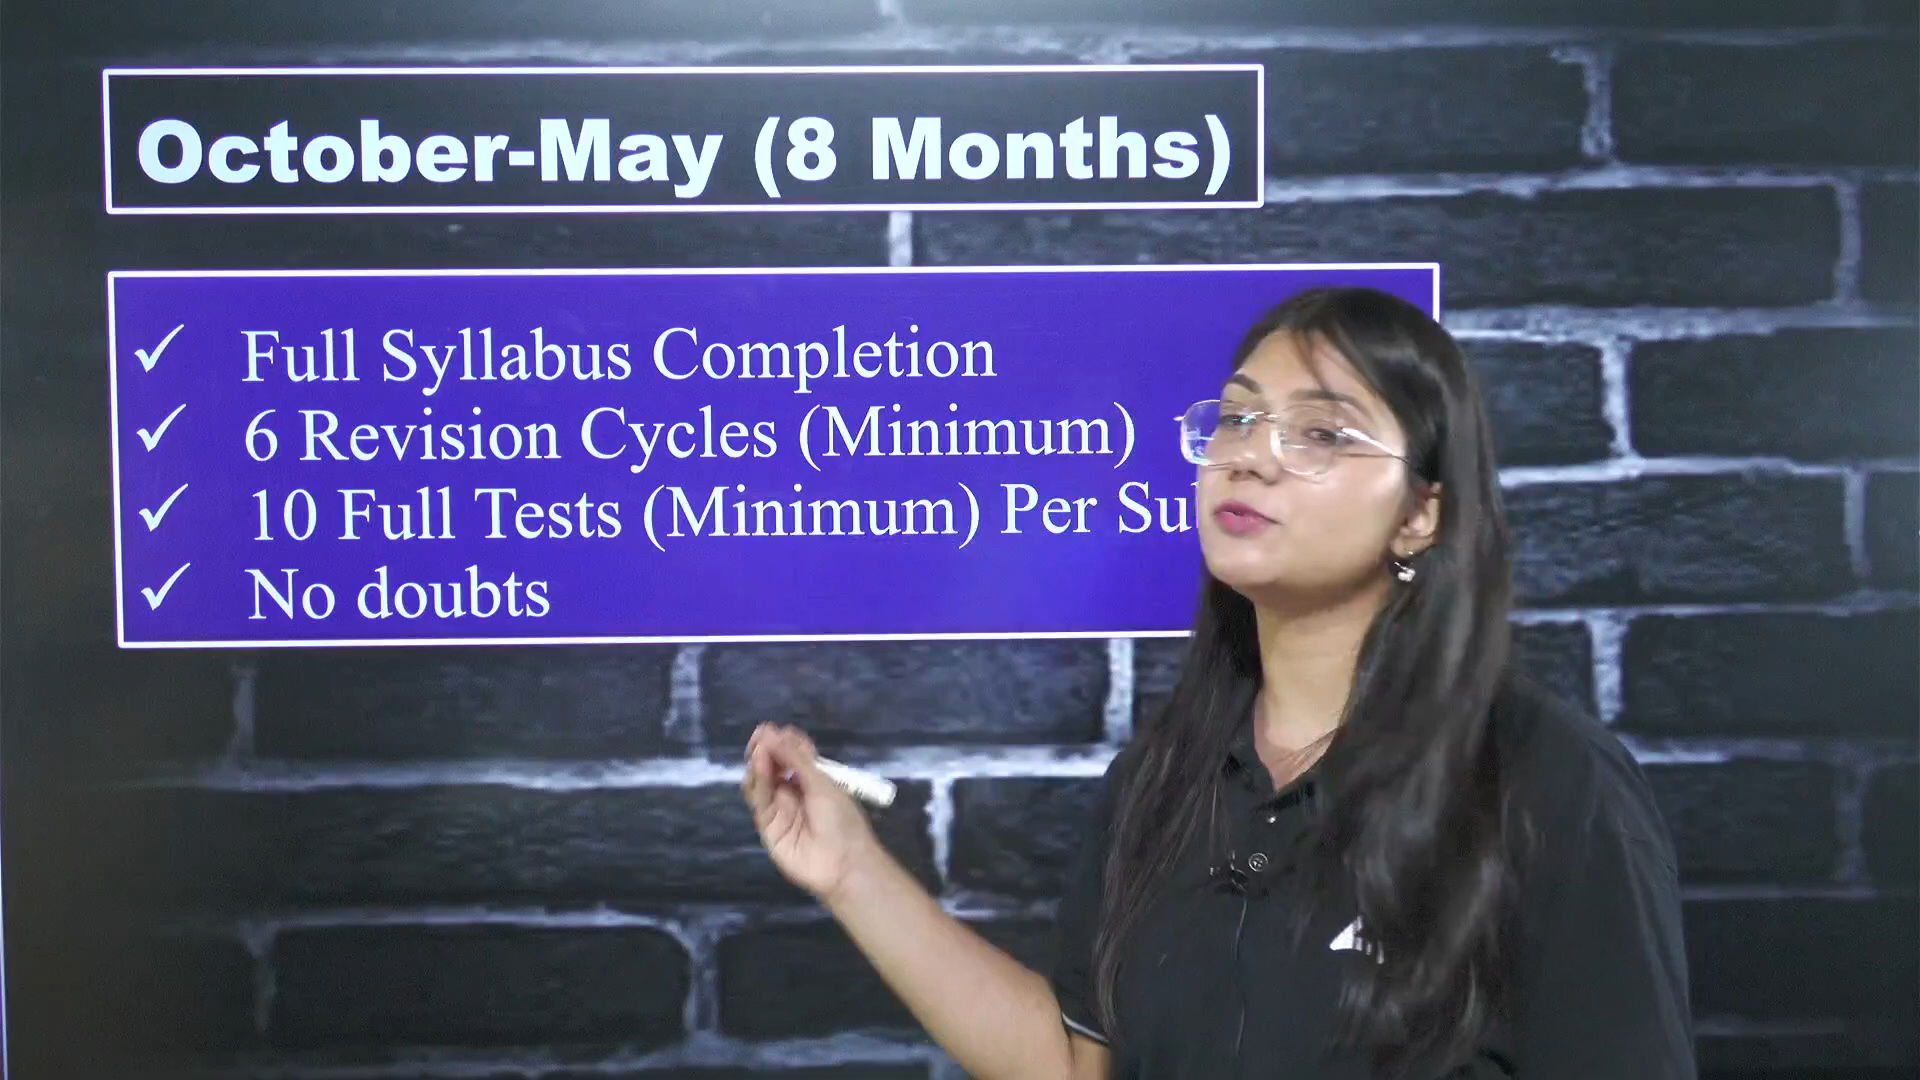 October-May (8 Months)
✓ Full Syllabus Completion
✓ 6 Revision Cycles (Minimum)
✓ 10 Full Tests (Minimum) Per
✓ No doubts